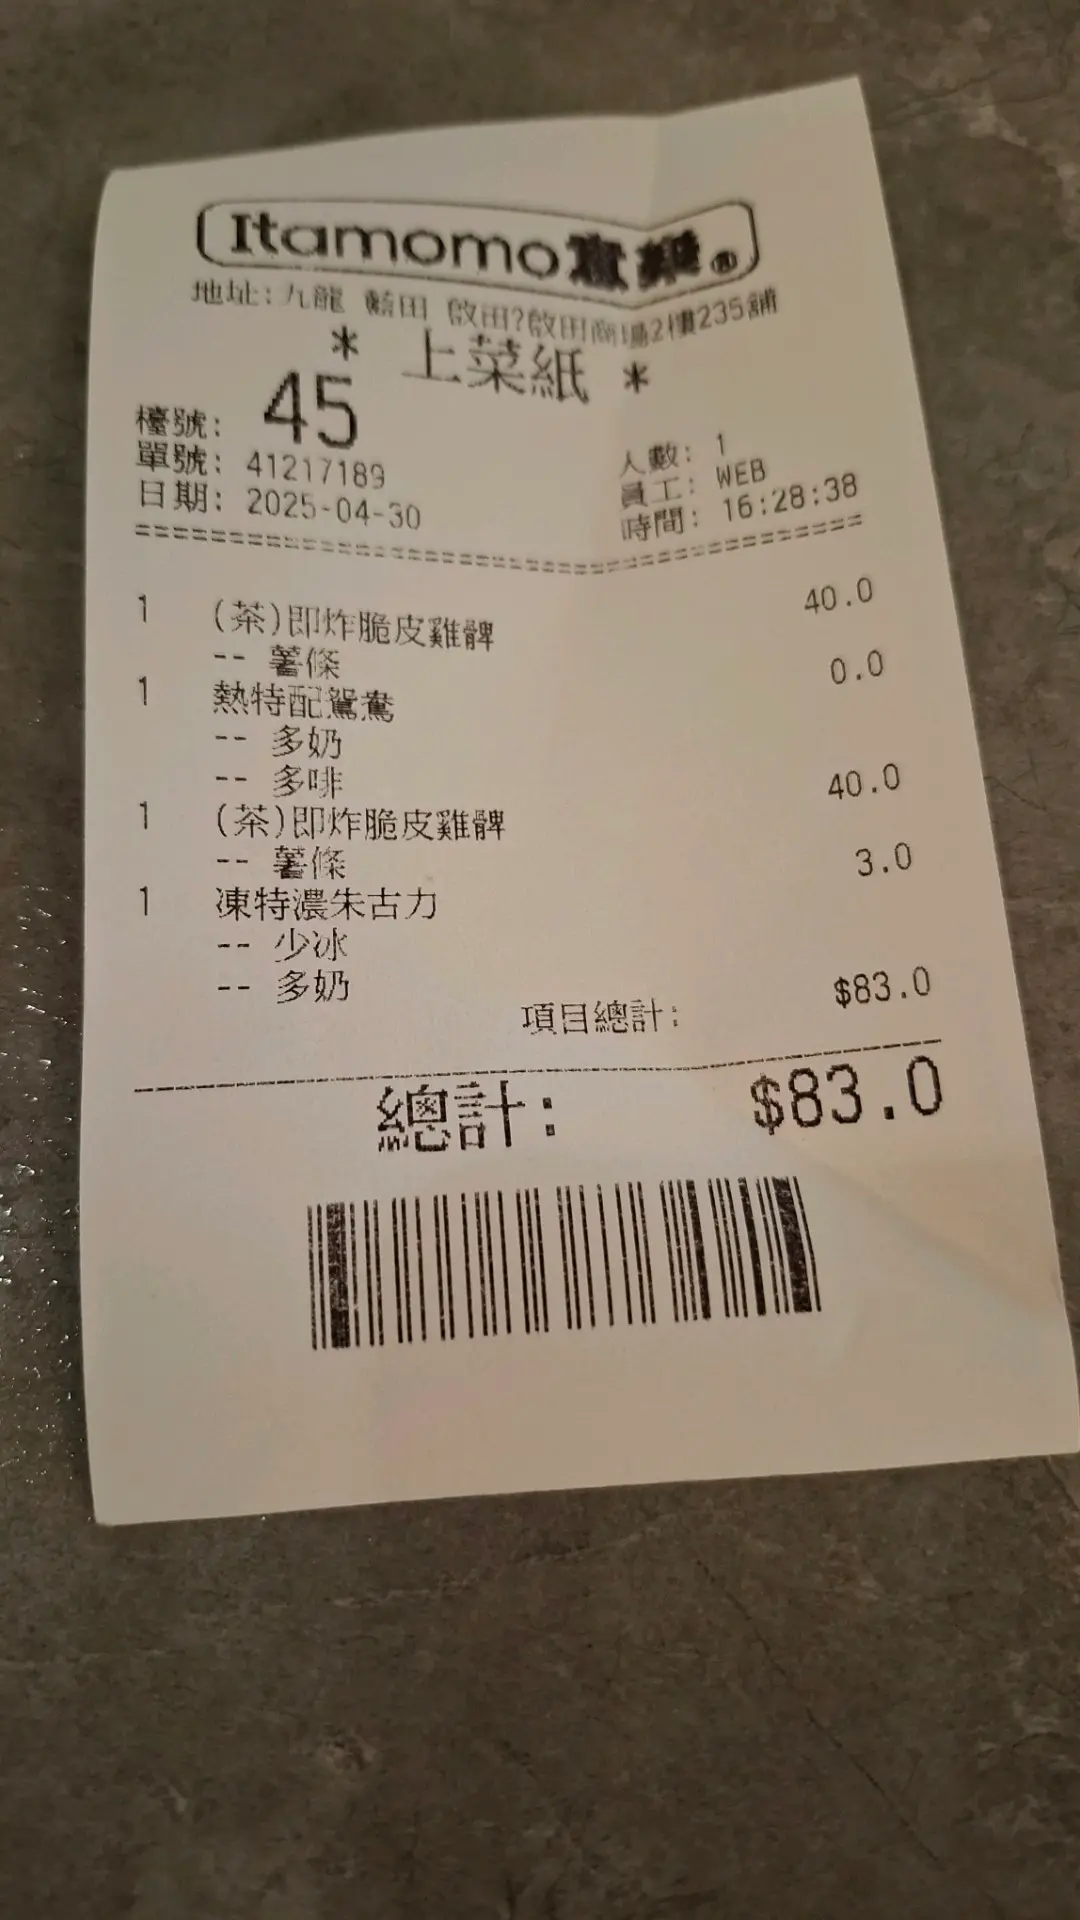 Itamomo意樂®
地址:九龍 藍田 啟田?啟田商場2樓235舖
* 上菜紙 *
檯號: 45
人數: 1
單號: 41217189
員工: WEB
日期: 2025-04-30
時間: 16:28:38
1 (茶)即炸脆皮雞髀 40.0
-- 薯條
1 熱特配鴛鴦 0.0
-- 多奶
-- 多啡
1 (茶)即炸脆皮雞髀 40.0
-- 薯條
1 凍特濃朱古力 3.0
-- 少冰
-- 多奶
項目總計: $83.0
總計: $83.0